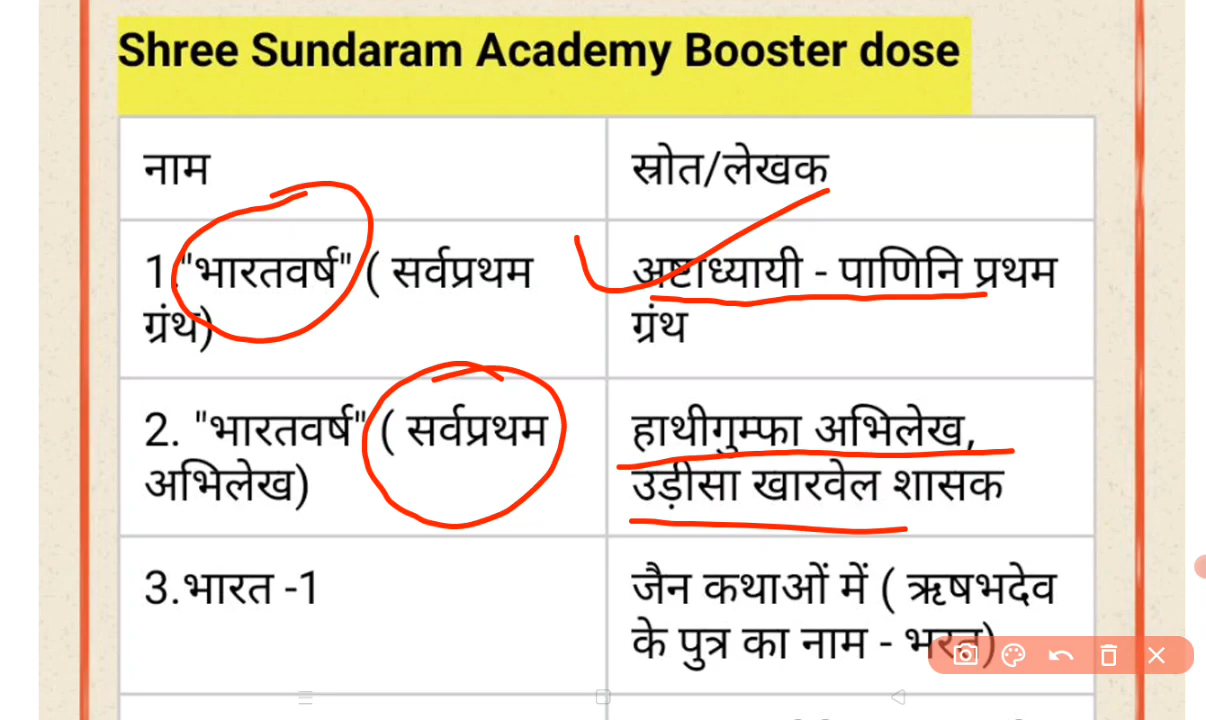 Shree Sundaram Academy Booster dose
नाम
स्रोत/लेखक
1."भारतवर्ष" ( सर्वप्रथम
ग्रंथ)
अष्टाध्यायी - पाणिनि प्रथम
ग्रंथ
2. "भारतवर्ष" ( सर्वप्रथम
अभिलेख)
हाथीगुम्फा अभिलेख,
उड़ीसा खारवेल शासक
3.भारत -1
जैन कथाओं में ( ऋषभदेव
के पुत्र का नाम - भरत)